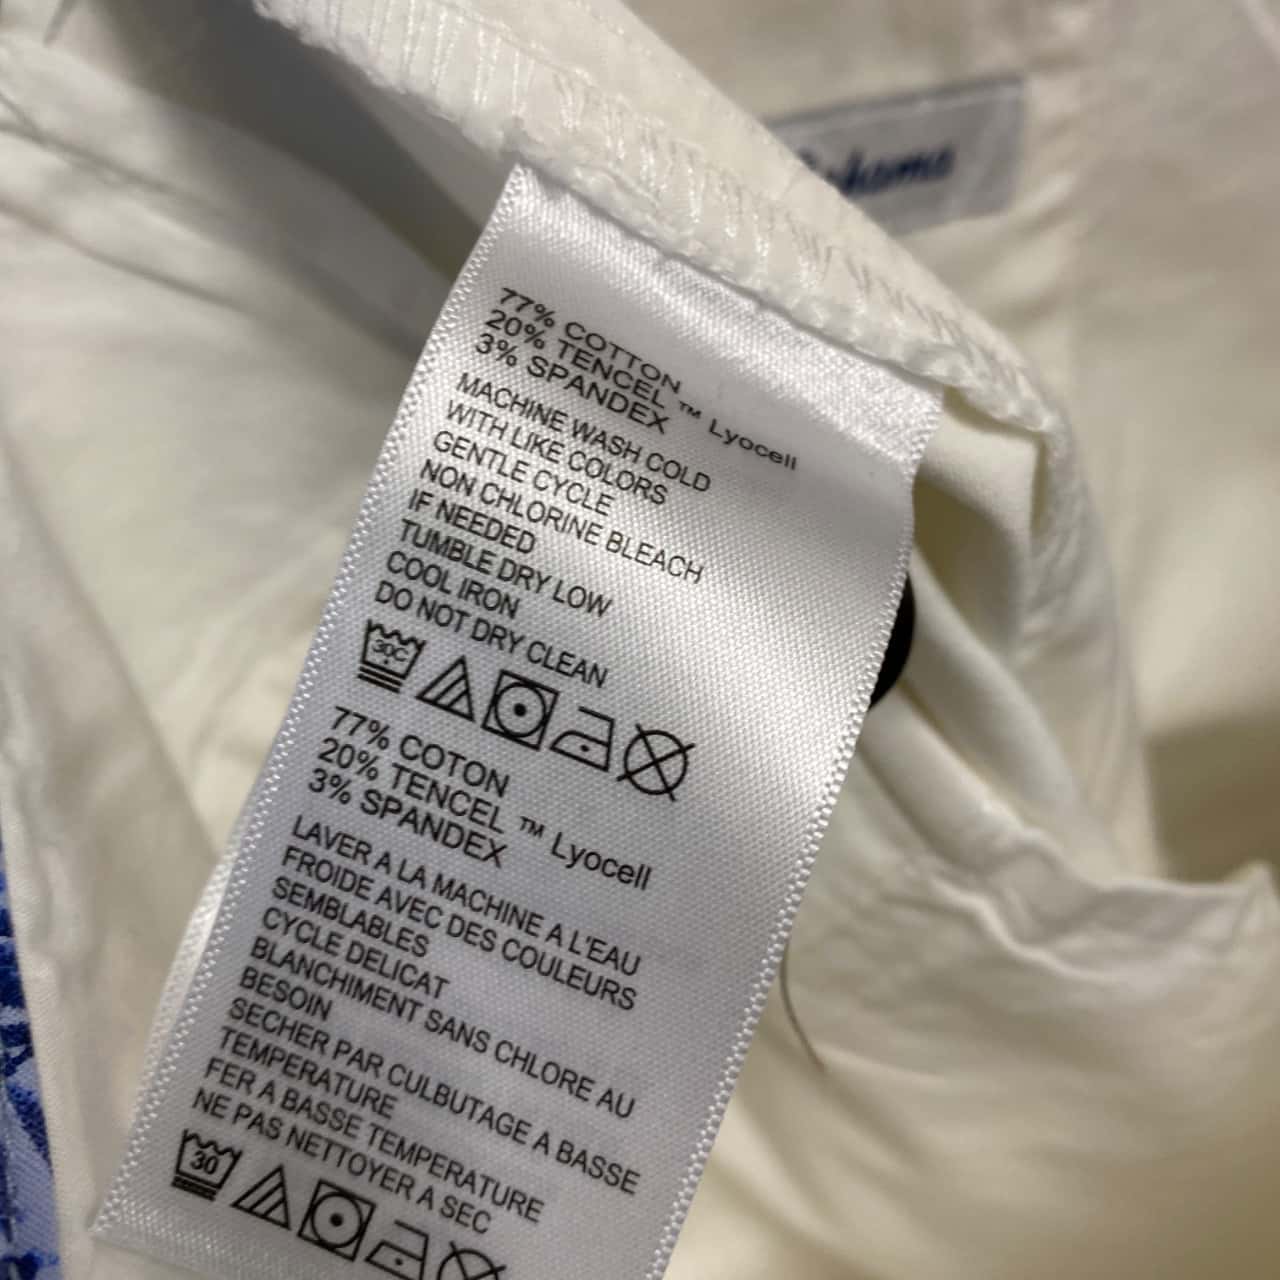 77% COTTON
20% TENCEL ™ Lyocell
3% SPANDEX
MACHINE WASH COLD
WITH LIKE COLORS
GENTLE CYCLE
NON CHLORINE BLEACH
IF NEEDED
TUMBLE DRY LOW
COOL IRON
DO NOT DRY CLEAN
30C
77% COTON
20% TENCEL ™ Lyocell
3% SPANDEX
LAVER A LA MACHINE A L'EAU
FROIDE AVEC DES COULEURS
SEMBLABLES
CYCLE DELICAT
BLANCHIMENT SANS CHLORE AU
BESOIN
SECHER PAR CULBUTAGE A BASSE
TEMPERATURE
FER A BASSE TEMPERATURE
NE PAS NETTOYER A SEC
30